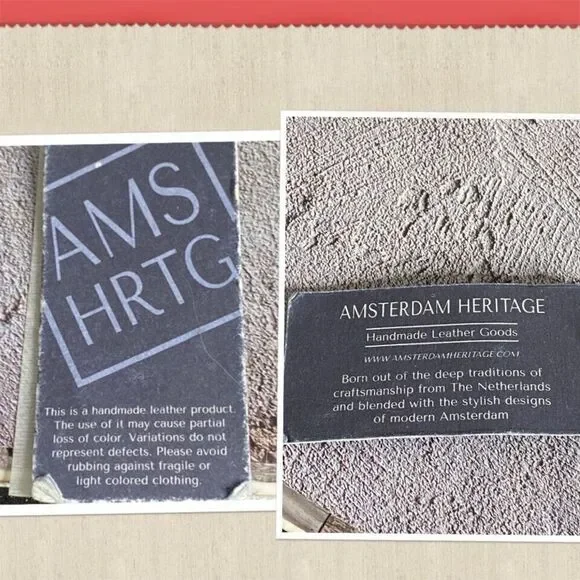 AMS
HRTG
This is a handmade leather product.
The use of it may cause partial
loss of color. Variations do not
represent defects. Please avoid
rubbing against fragile or
light colored clothing.
AMSTERDAM HERITAGE
Handmade Leather Goods
WWW.AMSTERDAMHERITAGE.COM
Born out of the deep traditions of
craftsmanship from The Netherlands
and blended with the stylish designs
of modern Amsterdam